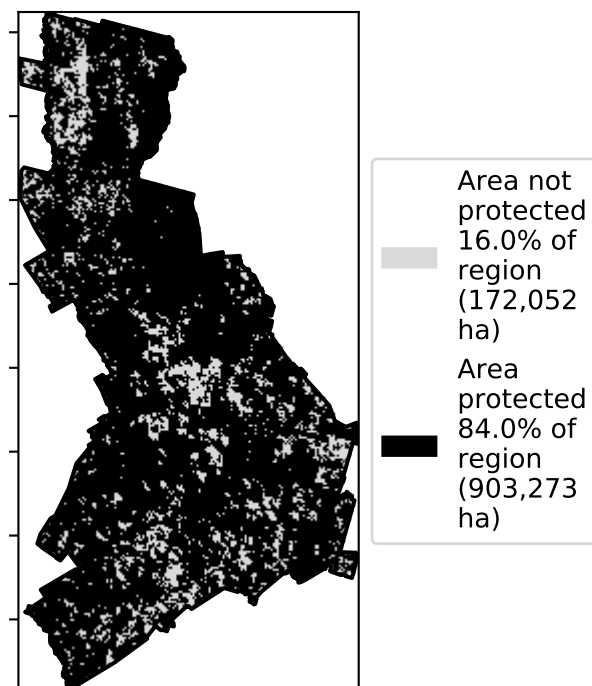 Area not
protected
16.0% of
region
(172,052
ha)
Area
protected
84.0% of
region
(903,273
ha)